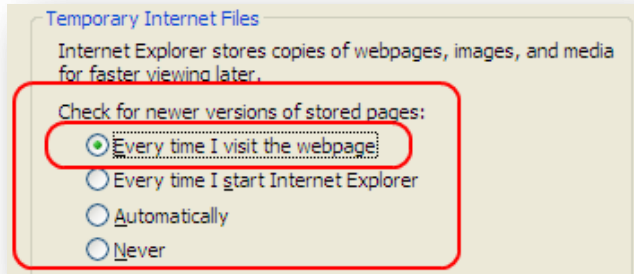 Temporary Internet Files
Internet Explorer stores copies of webpages, images, and media
for faster viewing later.
Check for newer versions of stored pages:
Every time I visit the webpage
Every time I start Internet Explorer
Automatically
Never